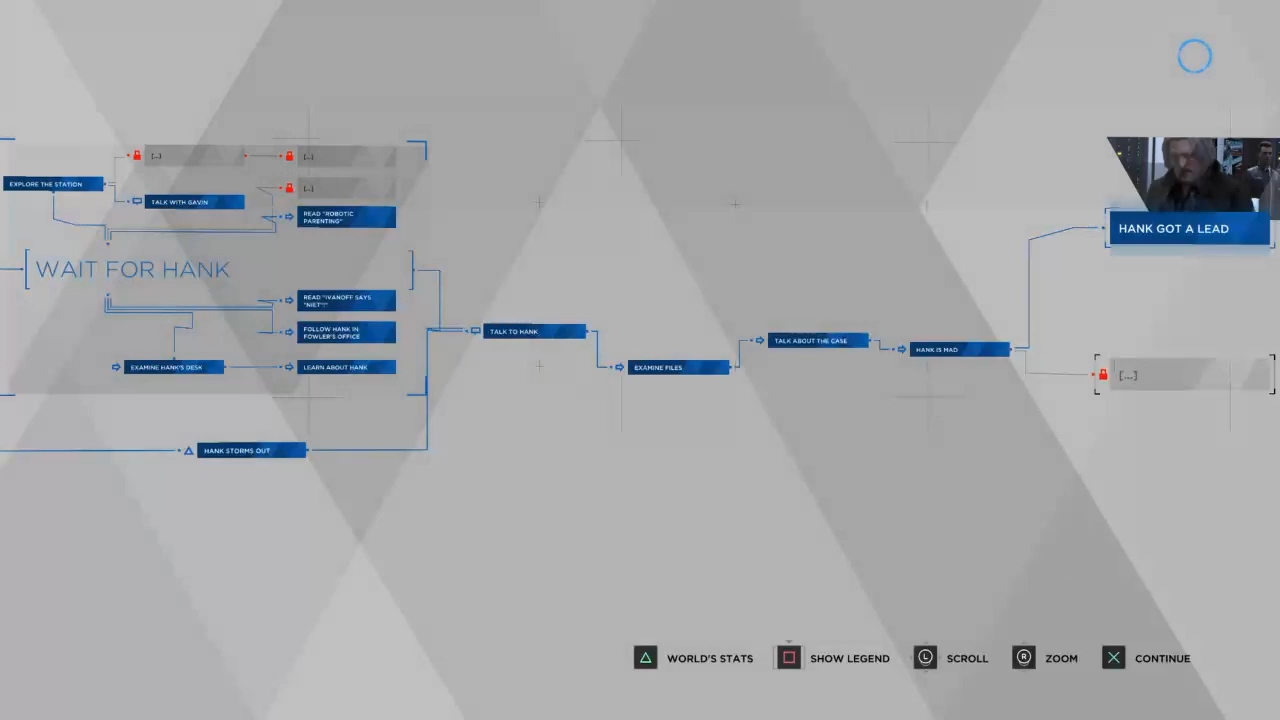 [...]
[...]
EXPLORE THE STATION
[...]
TALK WITH GAVIN
READ "ROBOTIC
PARENTING"
HANK GOT A LEAD
WAIT FOR HANK
READ "IVANOFF SAYS
"NIET"!"
FOLLOW HANK IN
FOWLER'S OFFICE
TALK TO HANK
TALK ABOUT THE CASE
HANK IS MAD
EXAMINE HANK'S DESK
LEARN ABOUT HANK
EXAMINE FILES
[...]
HANK STORMS OUT
WORLD'S STATS
SHOW LEGEND
L
SCROLL
R
ZOOM
CONTINUE